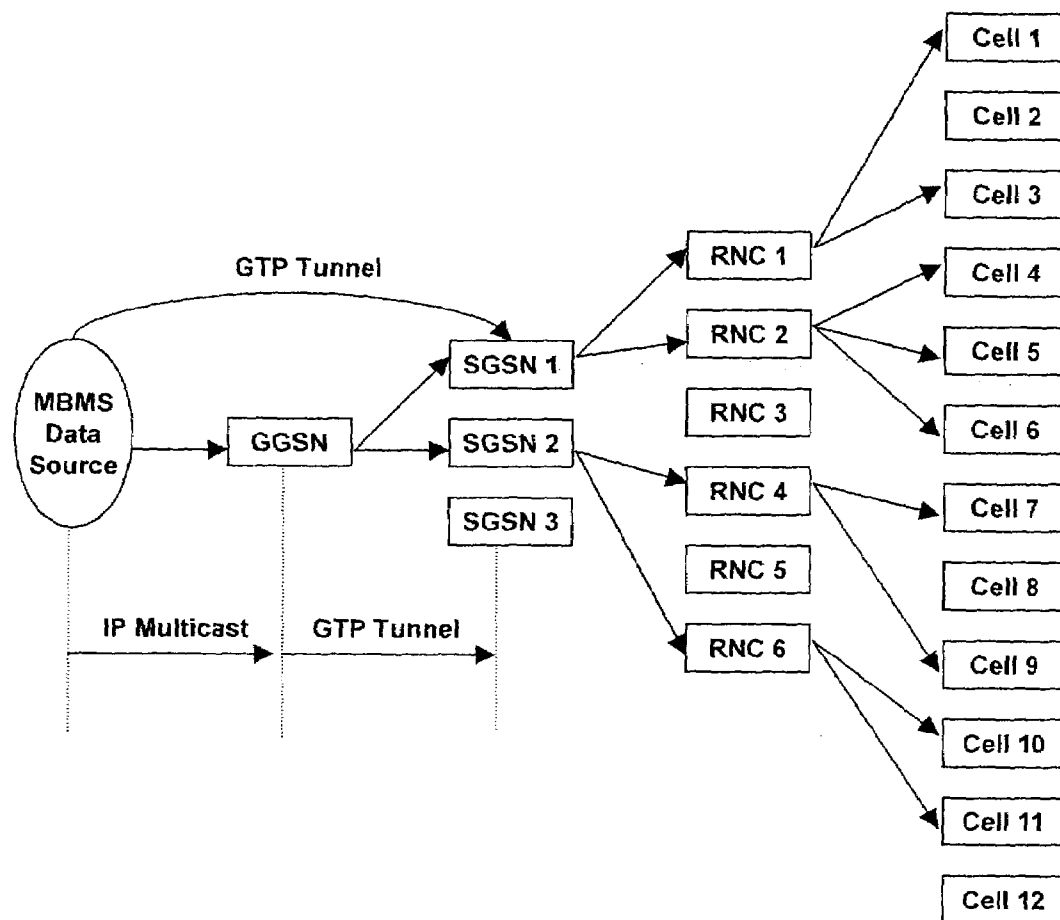 Cell 1
Cell 2
Cell 3
RNC 1
GTP Tunnel
Cell 4
RNC 2
Cell 5
SGSN 1
MBMS
Data
Source
RNC 3
Cell 6
GGSN
SGSN 2
RNC 4
Cell 7
SGSN 3
RNC 5
Cell 8
IP Multicast
GTP Tunnel
RNC 6
Cell 9
Cell 10
Cell 11
Cell 12